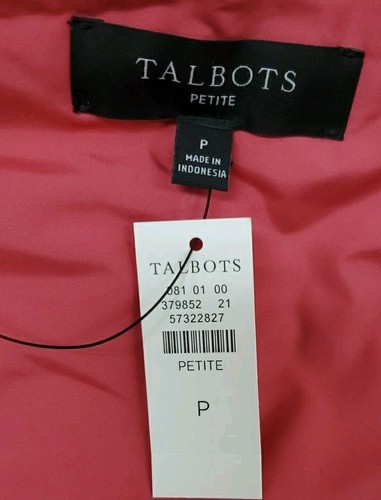 TALBOTS
PETITE
P
MADE IN
INDONESIA
TALBOTS
081 01 00
379852 21
57322827
PETITE
P